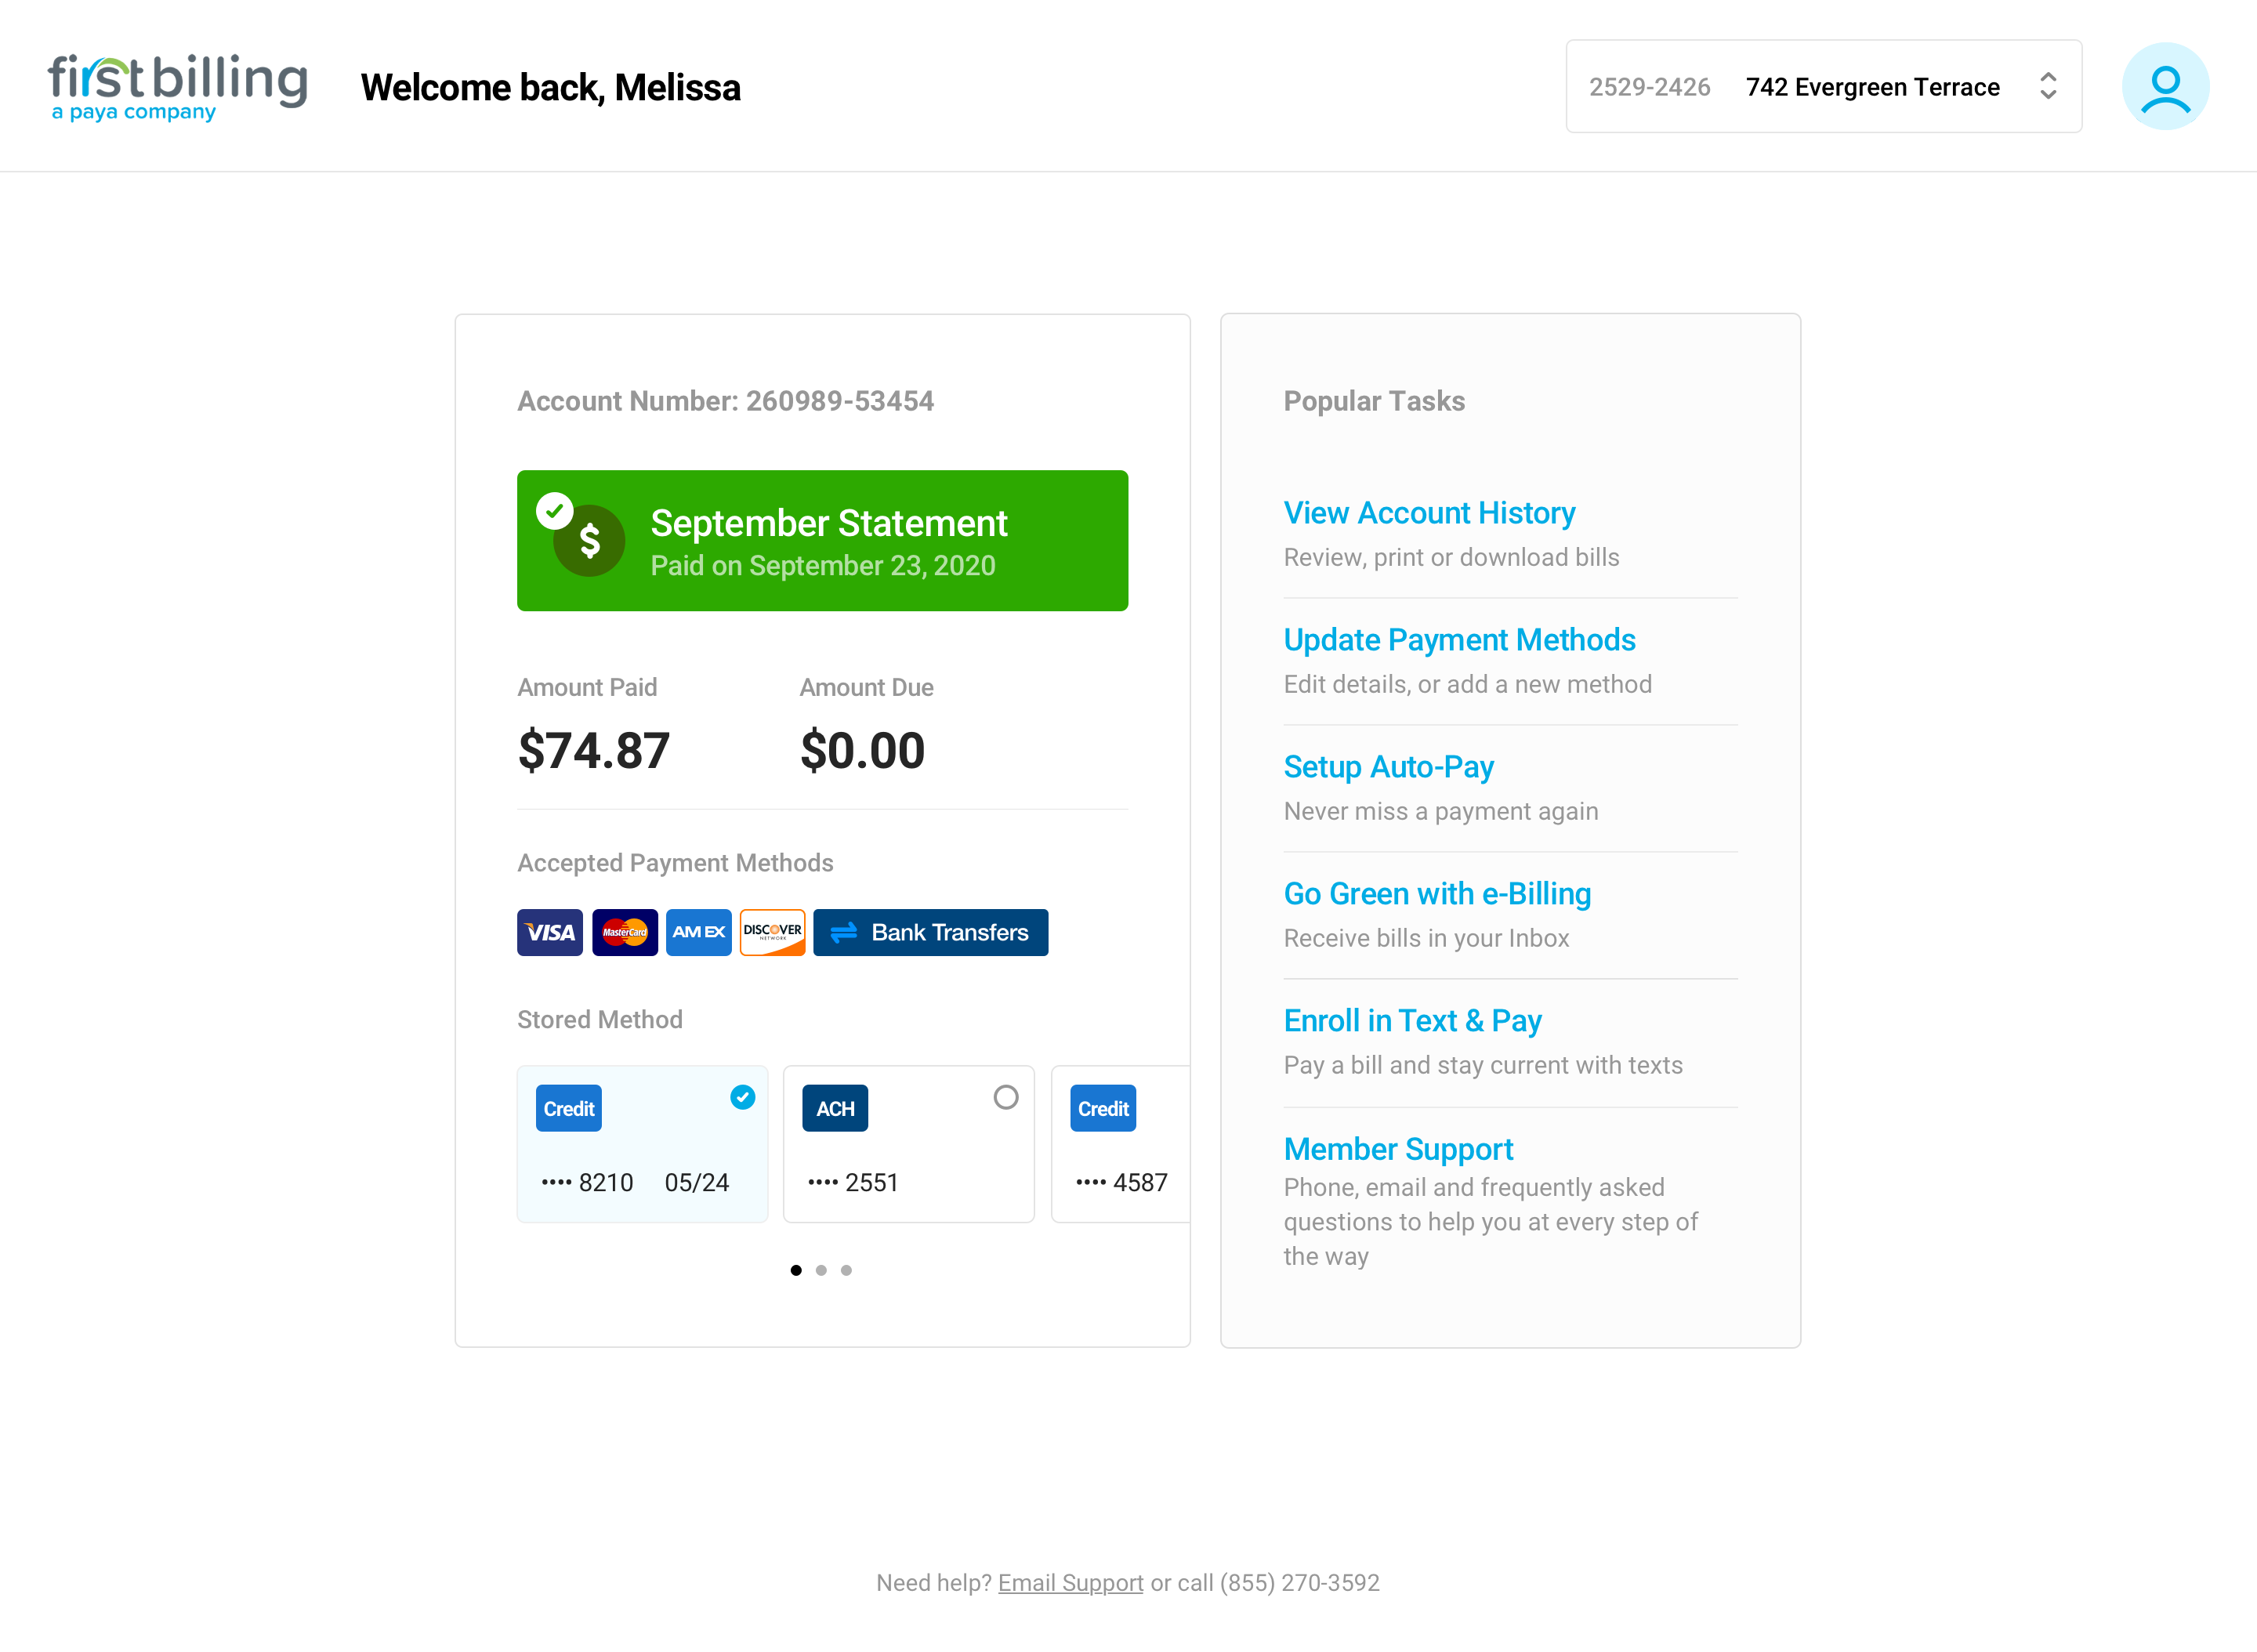 firstbilling
a paya company
Welcome back, Melissa
2529-2426 742 Evergreen Terrace
Account Number: 260989-53454
September Statement
Paid on September 23, 2020
Amount Paid Amount Due
$74.87 $0.00
Accepted Payment Methods
VISA MasterCard AM EX DISCOVER NETWORK Bank Transfers
Stored Method
Credit ACH Credit
•••• 8210 05/24 •••• 2551 •••• 4587
Popular Tasks
View Account History
Review, print or download bills
Update Payment Methods
Edit details, or add a new method
Setup Auto-Pay
Never miss a payment again
Go Green with e-Billing
Receive bills in your Inbox
Enroll in Text & Pay
Pay a bill and stay current with texts
Member Support
Phone, email and frequently asked
questions to help you at every step of
the way
Need help? Email Support or call (855) 270-3592